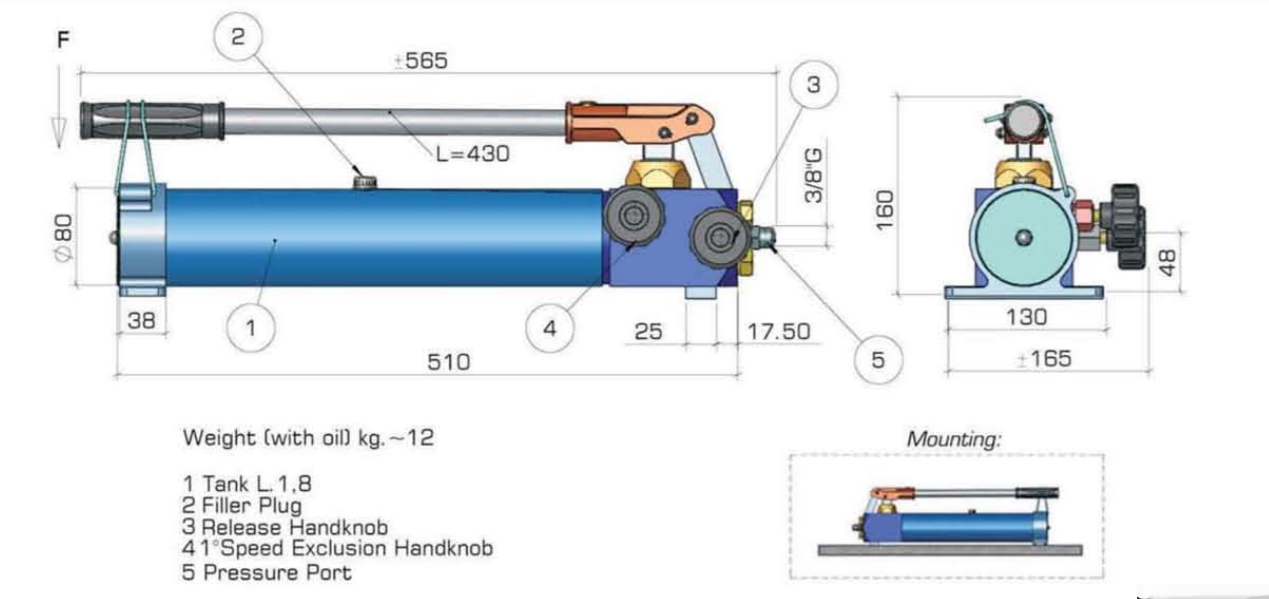 F
2
±565
3
L=430
3/8"G
Ø80
160
48
38
1
4
25
17.50
5
130
510
±165
Weight (with oil) kg.~12
Mounting:
1 Tank L.1,8
2 Filler Plug
3 Release Handknob
4 1°Speed Exclusion Handknob
5 Pressure Port